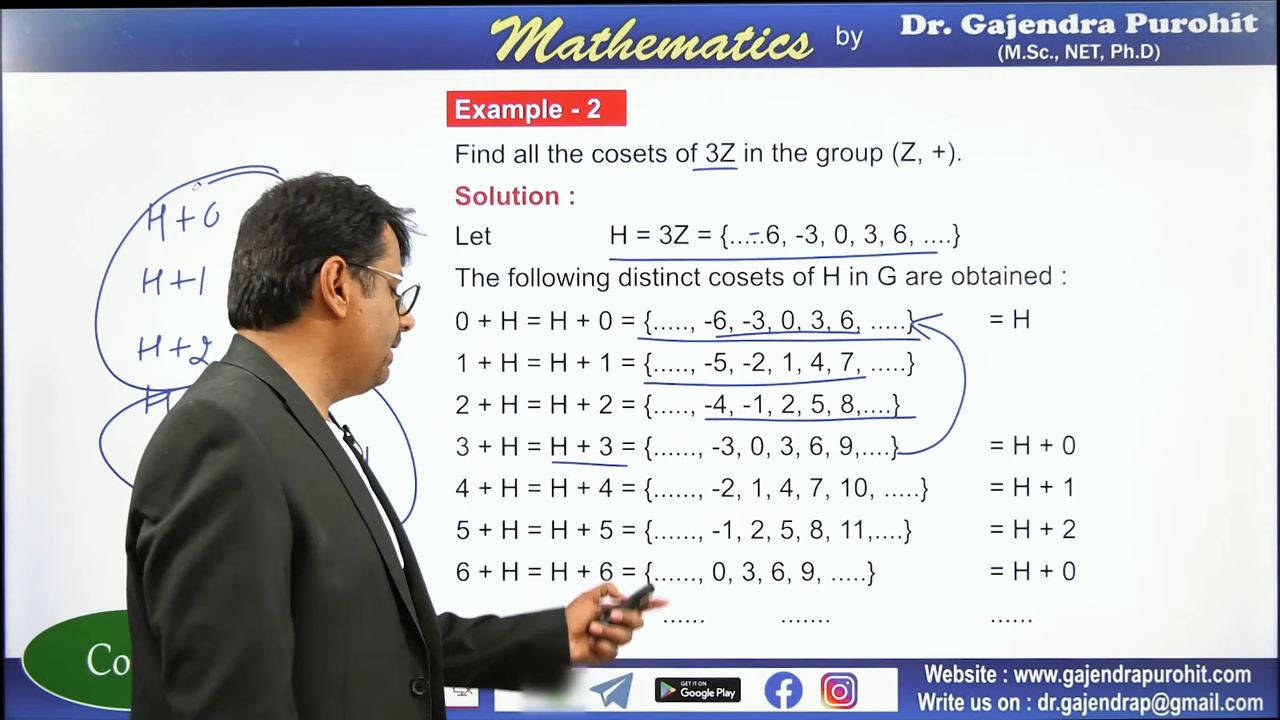 Mathematics by Dr. Gajendra Purohit
(M.Sc., NET, Ph.D)
Example - 2
Find all the cosets of 3Z in the group (Z, +).
Solution :
Let H = 3Z = {.....-6, -3, 0, 3, 6, ....}
The following distinct cosets of H in G are obtained :
0 + H = H + 0 = {....., -6, -3, 0, 3, 6, .....} = H
1 + H = H + 1 = {....., -5, -2, 1, 4, 7, .....}
2 + H = H + 2 = {....., -4, -1, 2, 5, 8,....}
3 + H = H + 3 = {......, -3, 0, 3, 6, 9,....} = H + 0
4 + H = H + 4 = {......, -2, 1, 4, 7, 10, .....} = H + 1
5 + H = H + 5 = {......, -1, 2, 5, 8, 11,....} = H + 2
6 + H = H + 6 = {......, 0, 3, 6, 9, .....} = H + 0
...... ....... ......
H + 0
H + 1
H + 2
H
Co
GET IT ON
Google Play
Website : www.gajendrapurohit.com
Write us on : dr.gajendrap@gmail.com